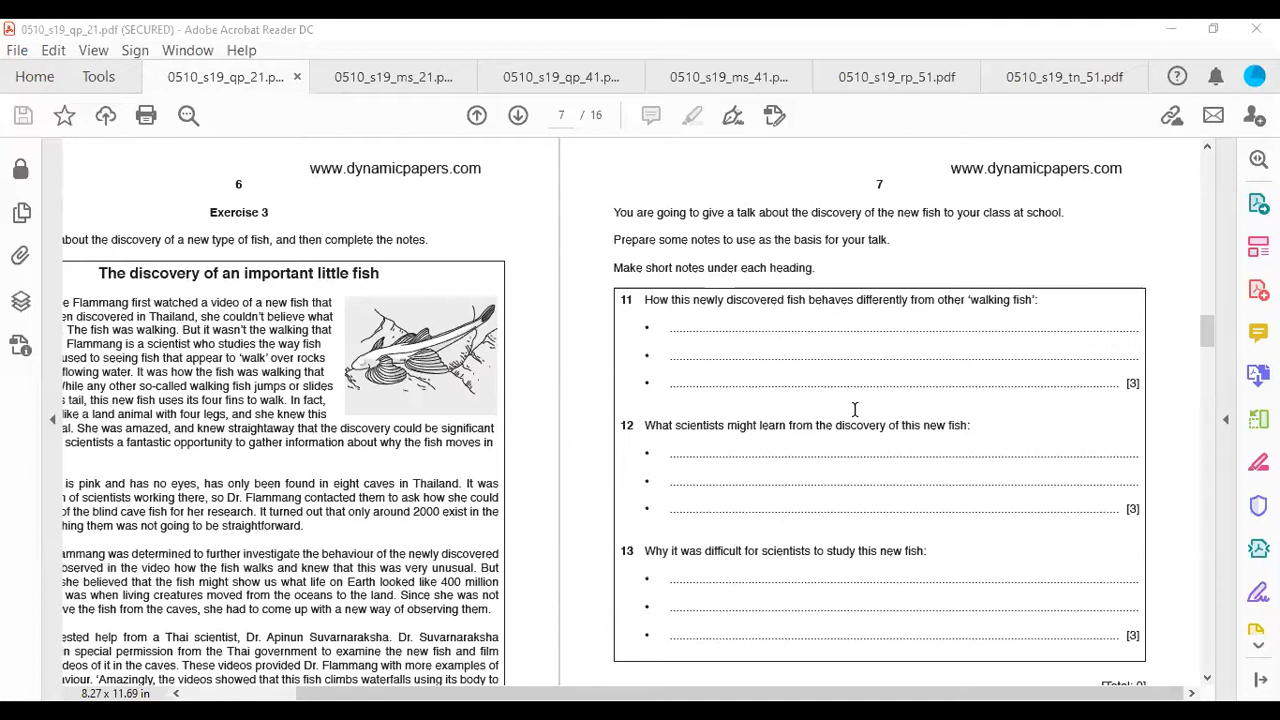 0510_s19_qp_21.pdf (SECURED) - Adobe Acrobat Reader DC
File Edit View Sign Window Help
Home Tools 0510_s19_qp_21.p... × 0510_s19_ms_21.p... 0510_s19_qp_41.p... 0510_s19_ms_41.p... 0510_s19_rp_51.pdf 0510_s19_tn_51.pdf
7 / 16
www.dynamicpapers.com
6
Exercise 3
about the discovery of a new type of fish, and then complete the notes.
The discovery of an important little fish
e Flammang first watched a video of a new fish that
en discovered in Thailand, she couldn't believe what
The fish was walking. But it wasn't the walking that
Flammang is a scientist who studies the way fish
used to seeing fish that appear to 'walk' over rocks
flowing water. It was how the fish was walking that
While any other so-called walking fish jumps or slides
s tail, this new fish uses its four fins to walk. In fact,
like a land animal with four legs, and she knew this
al. She was amazed, and knew straightaway that the discovery could be significant
scientists a fantastic opportunity to gather information about why the fish moves in
is pink and has no eyes, has only been found in eight caves in Thailand. It was
n of scientists working there, so Dr. Flammang contacted them to ask how she could
of the blind cave fish for her research. It turned out that only around 2000 exist in the
hing them was not going to be straightforward.
ammang was determined to further investigate the behaviour of the newly discovered
observed in the video how the fish walks and knew that this was very unusual. But
she believed that the fish might show us what life on Earth looked like 400 million
was when living creatures moved from the oceans to the land. Since she was not
ve the fish from the caves, she had to come up with a new way of observing them.
ested help from a Thai scientist, Dr. Apinun Suvarnaraksha. Dr. Suvarnaraksha
n special permission from the Thai government to examine the new fish and film
deos of it in the caves. These videos provided Dr. Flammang with more examples of
aviour. 'Amazingly, the videos showed that this fish climbs waterfalls using its body to
www.dynamicpapers.com
7
You are going to give a talk about the discovery of the new fish to your class at school.
Prepare some notes to use as the basis for your talk.
Make short notes under each heading.
11 How this newly discovered fish behaves differently from other 'walking fish':
•
•
• [3]
12 What scientists might learn from the discovery of this new fish:
•
•
• [3]
13 Why it was difficult for scientists to study this new fish:
•
•
• [3]
[Total: 9]
8.27 x 11.69 in